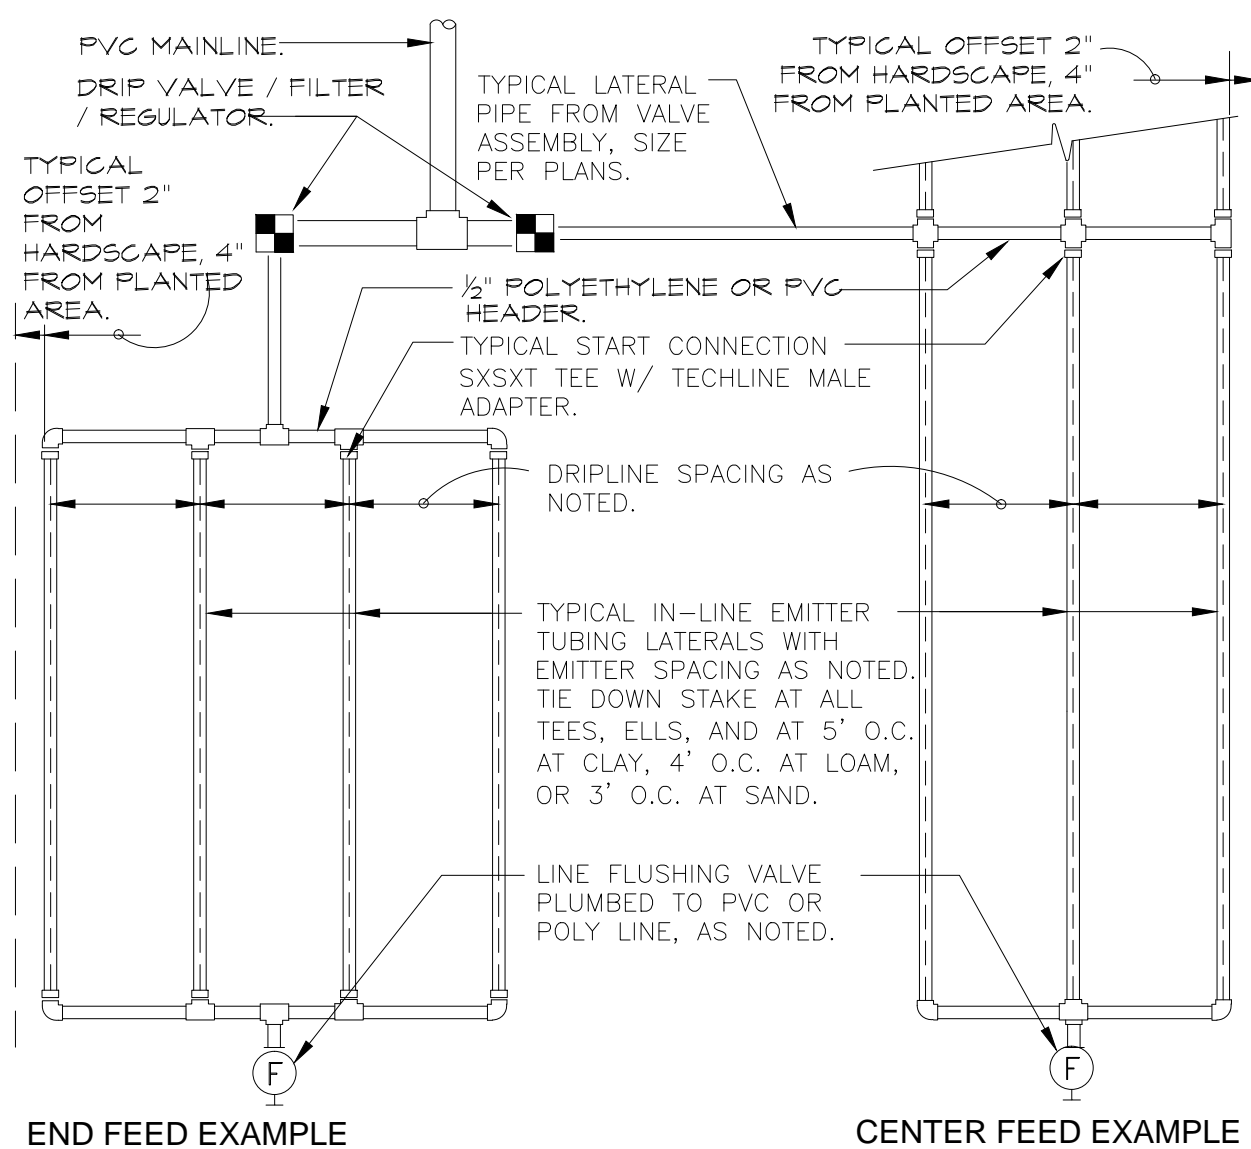 PVC MAINLINE.
DRIP VALVE / FILTER
/ REGULATOR.
TYPICAL
OFFSET 2"
FROM
HARDSCAPE, 4"
FROM PLANTED
AREA.
TYPICAL LATERAL
PIPE FROM VALVE
ASSEMBLY, SIZE
PER PLANS.
TYPICAL OFFSET 2"
FROM HARDSCAPE, 4"
FROM PLANTED AREA.
½" POLYETHYLENE OR PVC
HEADER.
TYPICAL START CONNECTION
SXSXT TEE W/ TECHLINE MALE
ADAPTER.
DRIPLINE SPACING AS
NOTED.
TYPICAL IN-LINE EMITTER
TUBING LATERALS WITH
EMITTER SPACING AS NOTED.
TIE DOWN STAKE AT ALL
TEES, ELLS, AND AT 5' O.C.
AT CLAY, 4' O.C. AT LOAM,
OR 3' O.C. AT SAND.
LINE FLUSHING VALVE
PLUMBED TO PVC OR
POLY LINE, AS NOTED.
F
F
END FEED EXAMPLE
CENTER FEED EXAMPLE